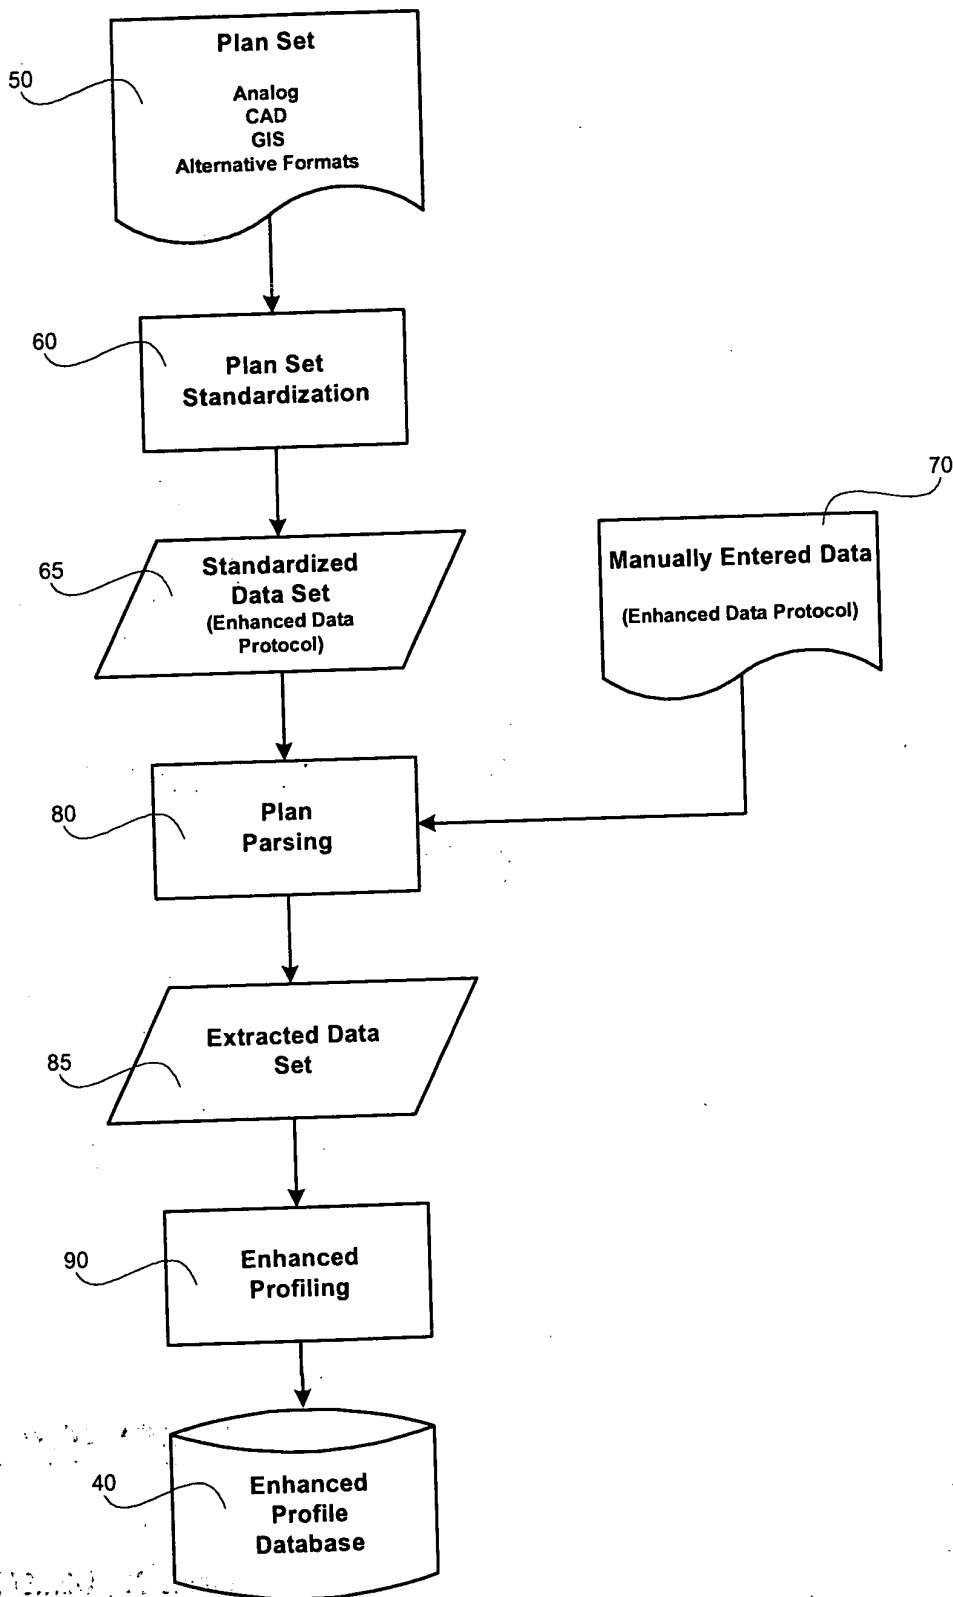 Plan Set
50
Analog
CAD
GIS
Alternative Formats
60
Plan Set
Standardization
70
65
Standardized
Data Set
(Enhanced Data
Protocol)
Manually Entered Data
(Enhanced Data Protocol)
80
Plan
Parsing
85
Extracted Data
Set
90
Enhanced
Profiling
40
Enhanced
Profile
Database